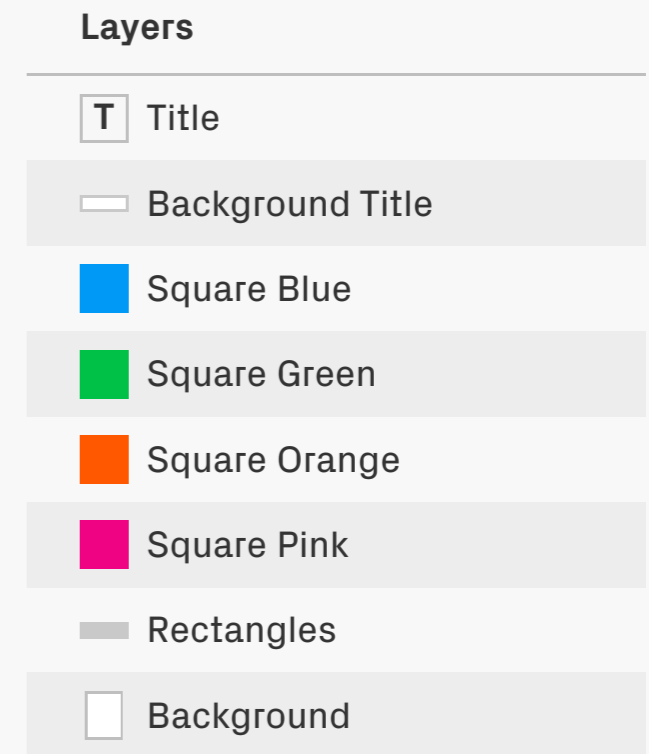 Layers
T Title
Background Title
Square Blue
Square Green
Square Orange
Square Pink
Rectangles
Background